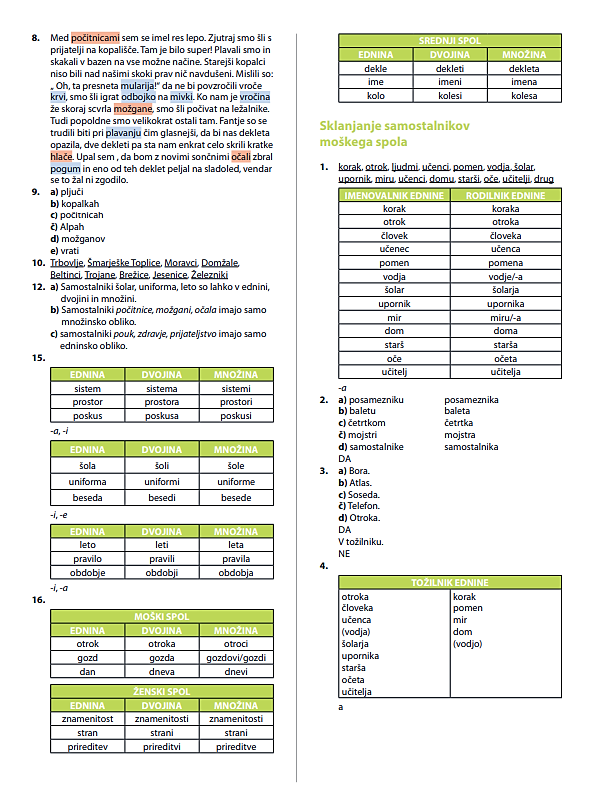 8. Med počitnicami sem se imel res lepo. Zjutraj smo šli s
prijatelji na kopališče. Tam je bilo super! Plavali smo in
skakali v bazen na vse možne načine. Starejši kopalci
niso bili nad našimi skoki prav nič navdušeni. Mislili so:
„ Oh, ta presneta mularija!“ da ne bi povzročili vroče
krvi, smo šli igrat odbojko na mivki. Ko nam je vročina
že skoraj scvrla možgane, smo šli počivat na ležalnike.
Tudi popoldne smo velikokrat ostali tam. Fantje so se
trudili biti pri plavanju čim glasnejši, da bi nas dekleta
opazila, dve dekleti pa sta nam enkrat celo skrili kratke
hlače. Upal sem , da bom z novimi sončnimi očali zbral
pogum in eno od teh deklet peljal na sladoled, vendar
se to žal ni zgodilo.
9. a) pljuči
b) kopalkah
c) počitnicah
č) Alpah
d) možganov
e) vrati
10. Trbovlje, Šmarješke Toplice, Moravci, Domžale,
Beltinci, Trojane, Brežice, Jesenice, Železniki
12. a) Samostalniki šolar, uniforma, leto so lahko v ednini,
dvojini in množini.
b) Samostalniki počitnice, možgani, očala imajo samo
množinsko obliko.
c) samostalniki pouk, zdravje, prijateljstvo imajo samo
edninsko obliko.
15.
EDNINA DVOJINA MNOŽINA
sistem sistema sistemi
prostor prostora prostori
poskus poskusa poskusi
-a, -i
EDNINA DVOJINA MNOŽINA
šola šoli šole
uniforma uniformi uniforme
beseda besedi besede
-i, -e
EDNINA DVOJINA MNOŽINA
leto leti leta
pravilo pravili pravila
obdobje obdobji obdobja
-i, -a
16.
MOŠKI SPOL
EDNINA DVOJINA MNOŽINA
otrok otroka otroci
gozd gozda gozdovi/gozdi
dan dneva dnevi
ŽENSKI SPOL
EDNINA DVOJINA MNOŽINA
znamenitost znamenitosti znamenitosti
stran strani strani
prireditev prireditvi prireditve
SREDNJI SPOL
EDNINA DVOJINA MNOŽINA
dekle dekleti dekleta
ime imeni imena
kolo kolesi kolesa
Sklanjanje samostalnikov
moškega spola
1. korak, otrok, ljudmi, učenci, pomen, vodja, šolar,
upornik, miru, učenci, domu, starši, oče, učitelji, drug
IMENOVALNIK EDNINE RODILNIK EDNINE
korak koraka
otrok otroka
človek človeka
učenec učenca
pomen pomena
vodja vodje/-a
šolar šolarja
upornik upornika
mir miru/-a
dom doma
starš starša
oče očeta
učitelj učitelja
-a
2. a) posamezniku posameznika
b) baletu baleta
c) četrtkom četrtka
č) mojstri mojstra
d) samostalnike samostalnika
DA
3. a) Bora.
b) Atlas.
c) Soseda.
č) Telefon.
d) Otroka.
DA
V tožilniku.
NE
4.
TOŽILNIK EDNINE
otroka korak
človeka pomen
učenca mir
(vodja) dom
šolarja (vodjo)
upornika
starša
očeta
učitelja
a